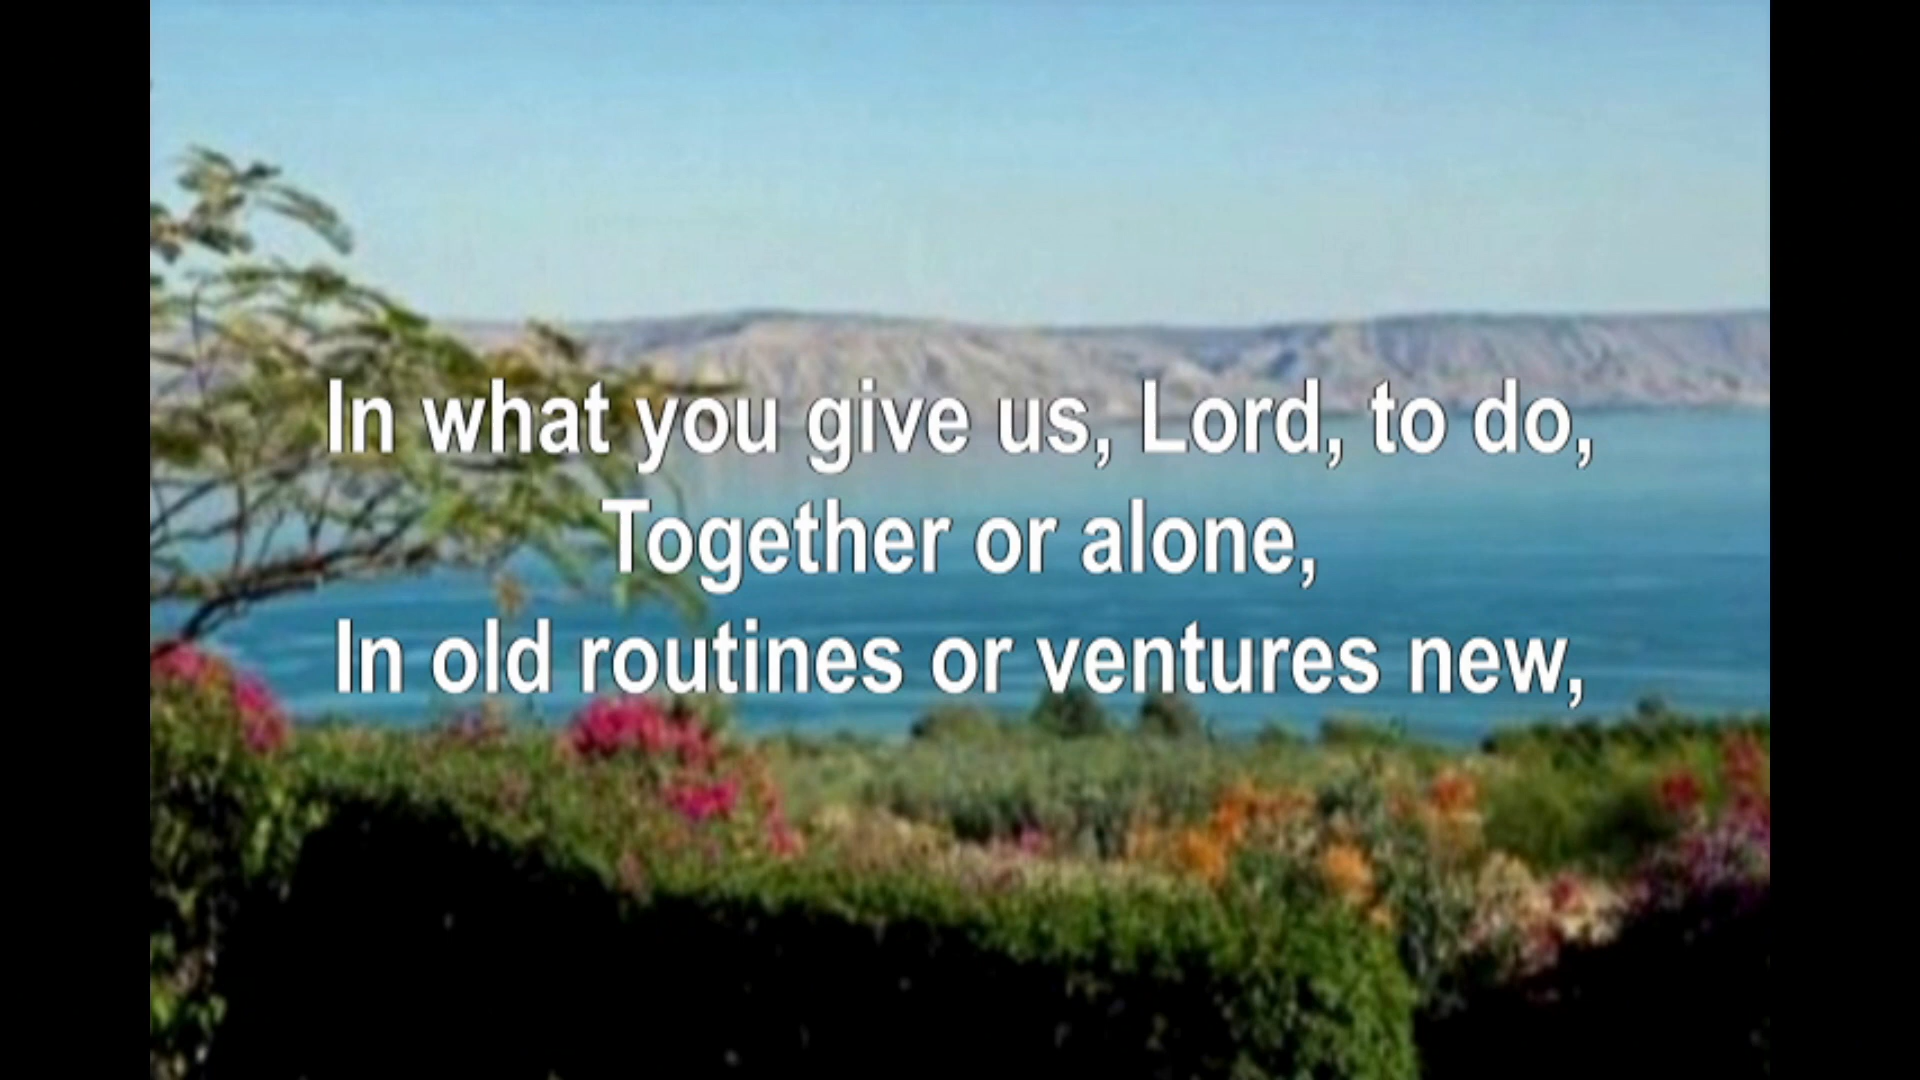 In what you give us, Lord, to do,
Together or alone,
In old routines or ventures new,